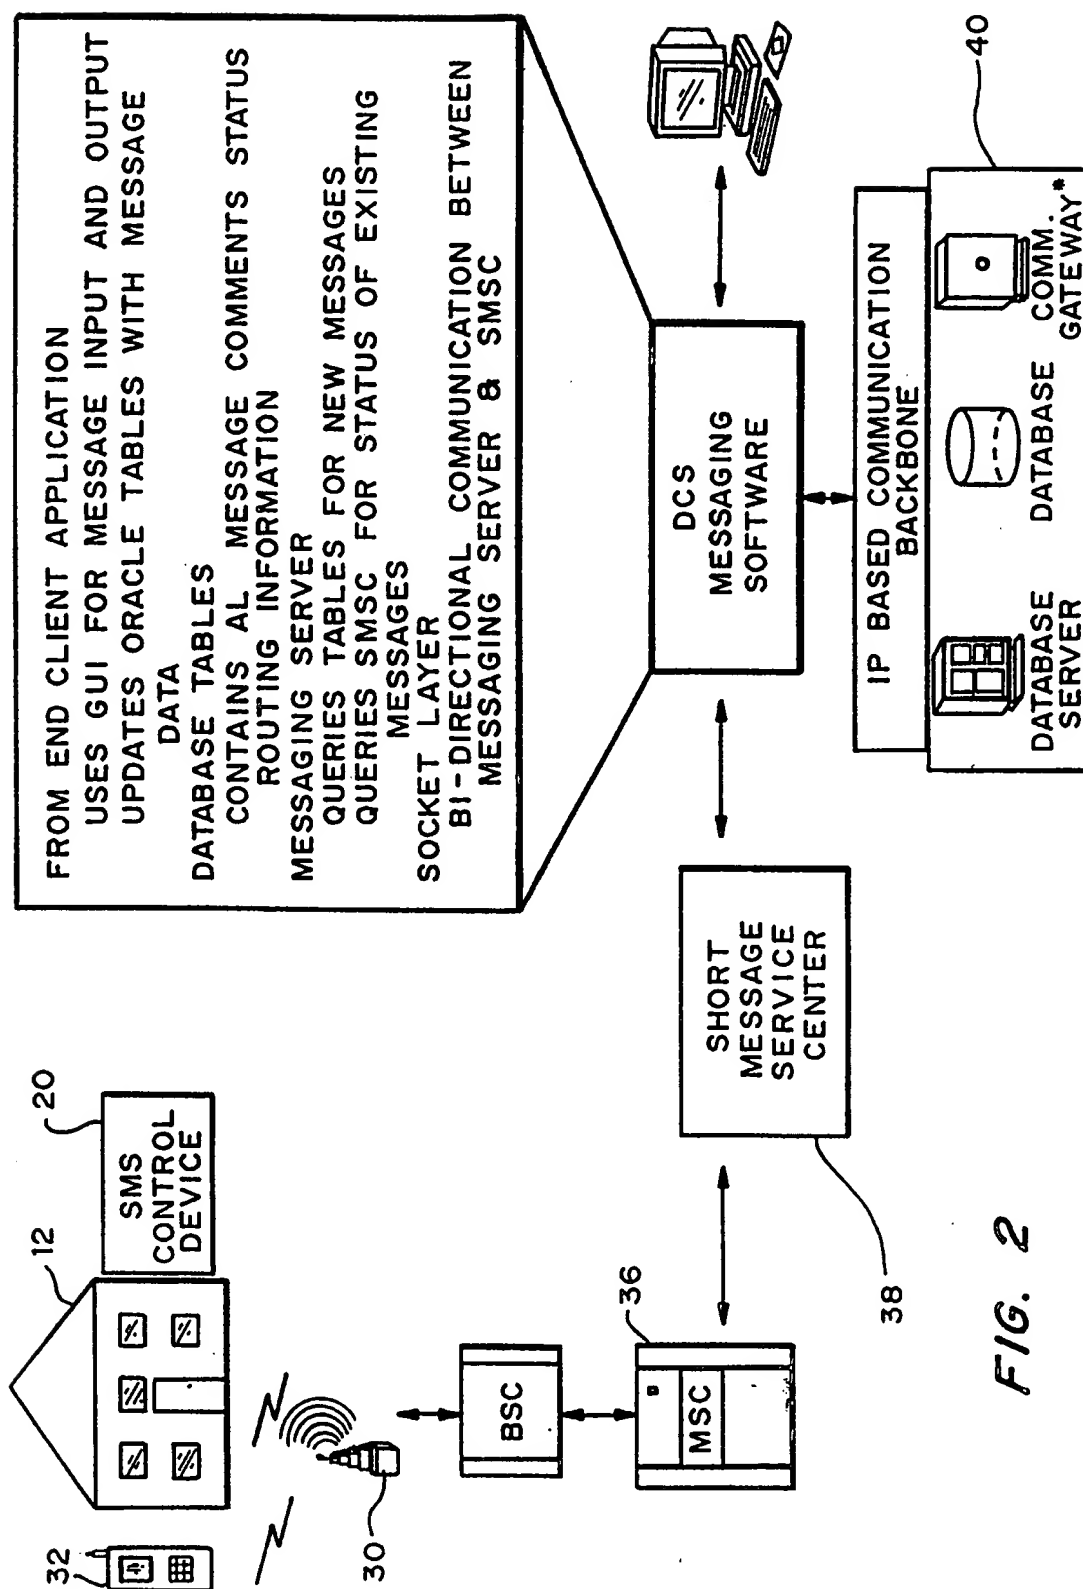 FROM END CLIENT APPLICATION
USES GUI FOR MESSAGE INPUT AND OUTPUT
UPDATES ORACLE TABLES WITH MESSAGE
DATA
DATABASE TABLES
CONTAINS AL MESSAGE COMMENTS STATUS
ROUTING INFORMATION
MESSAGING SERVER
QUERIES TABLES FOR NEW MESSAGES
QUERIES SMSC FOR STATUS OF EXISTING
MESSAGES
SOCKET LAYER
BI-DIRECTIONAL COMMUNICATION BETWEEN
MESSAGING SERVER & SMSC
32
12
20
SMS
CONTROL
DEVICE
30
BSC
36
MSC
SHORT
MESSAGE
SERVICE
CENTER
38
DCS
MESSAGING
SOFTWARE
IP BASED COMMUNICATION
BACKBONE
40
DATABASE
SERVER
DATABASE
COMM.
GATEWAY*
FIG. 2